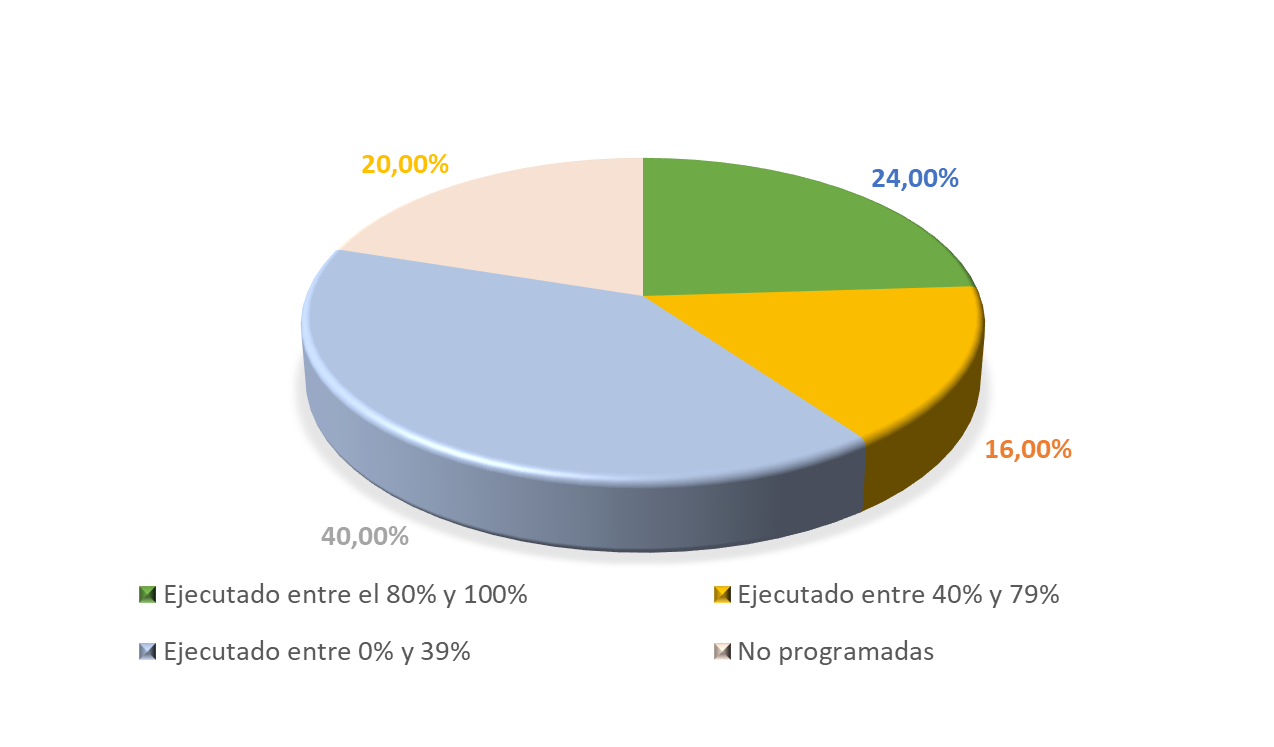 20,00%
24,00%
16,00%
40,00%
Ejecutado entre el 80% y 100%
Ejecutado entre 40% y 79%
Ejecutado entre 0% y 39%
No programadas